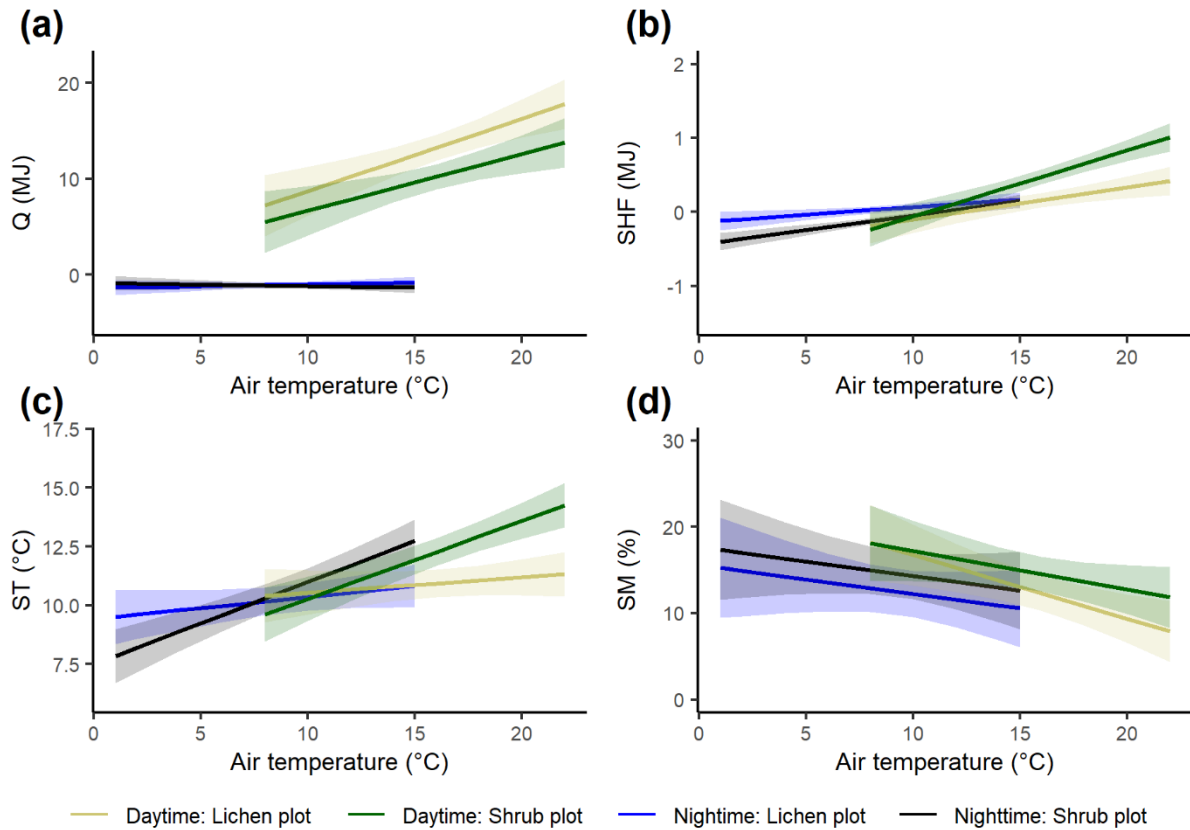 (a)
20
10
0
Q (MJ)
0 5 10 15 20
Air temperature (°C)
(b)
2
1
0
-1
SHF (MJ)
0 5 10 15 20
Air temperature (°C)
(c)
17.5
15.0
12.5
10.0
7.5
ST (°C)
0 5 10 15 20
Air temperature (°C)
(d)
30
20
10
0
SM (%)
0 5 10 15 20
Air temperature (°C)
Daytime: Lichen plot Daytime: Shrub plot Nightime: Lichen plot Nighttime: Shrub plot